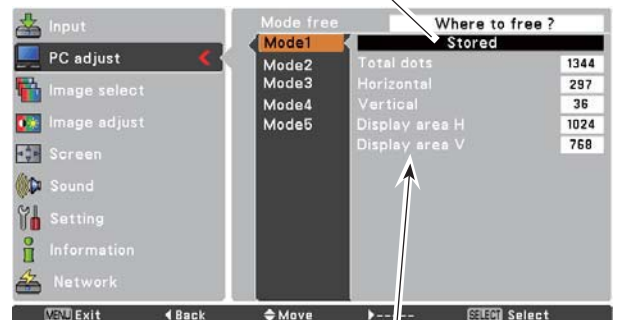 Input
PC adjust
Image select
Image adjust
Screen
Sound
Setting
Information
Network
Mode free
Where to free ?
Mode1
Mode2
Mode3
Mode4
Mode5
Stored
Total dots 1344
Horizontal 297
Vertical 36
Display area H 1024
Display area V 768
MENU Exit Back Move ----- SELECT Select